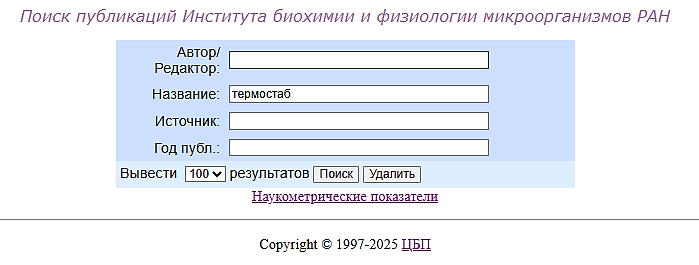 Поиск публикаций Института биохимии и физиологии микроорганизмов РАН
Автор/
Редактор:
Название: термостаб
Источник:
Год публ.:
Вывести 100 результатов Поиск Удалить
Наукометрические показатели
Copyright © 1997-2025 ЦБП